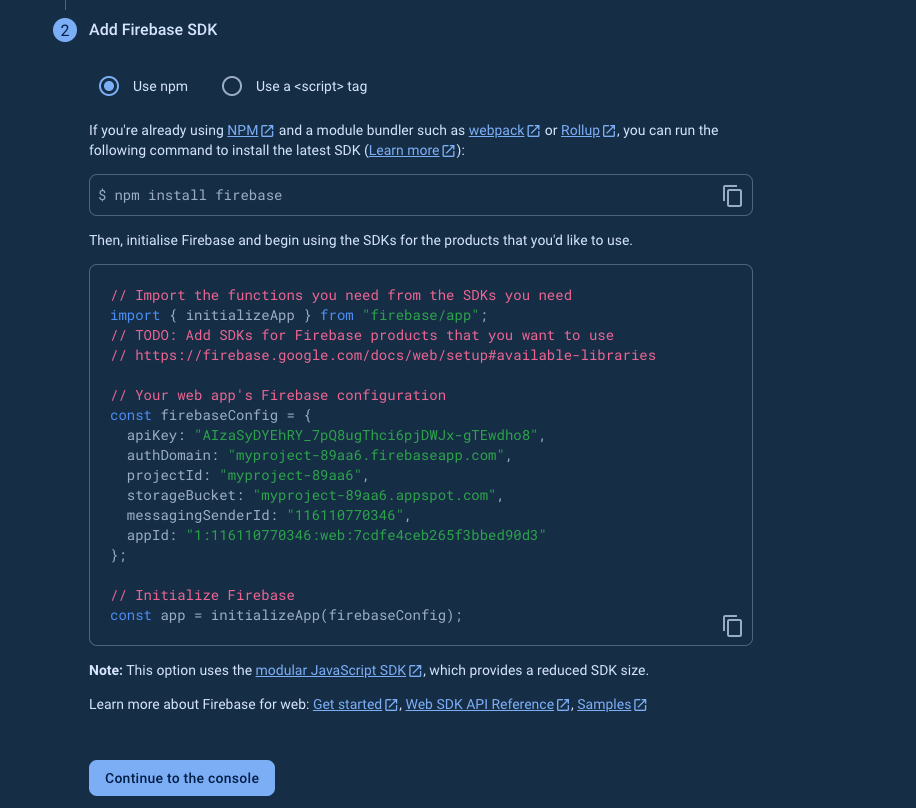 2 Add Firebase SDK
Use npm Use a <script> tag
If you're already using NPM and a module bundler such as webpack or Rollup, you can run the
following command to install the latest SDK (Learn more):
$ npm install firebase
Then, initialise Firebase and begin using the SDKs for the products that you'd like to use.
// Import the functions you need from the SDKs you need
import { initializeApp } from "firebase/app";
// TODO: Add SDKs for Firebase products that you want to use
// https://firebase.google.com/docs/web/setup#available-libraries

// Your web app's Firebase configuration
const firebaseConfig = {
  apiKey: "AIzaSyDYEhRY_7pQ8ugThci6pjDWJx-gTEwdho8",
  authDomain: "myproject-89aa6.firebaseapp.com",
  projectId: "myproject-89aa6",
  storageBucket: "myproject-89aa6.appspot.com",
  messagingSenderId: "116110770346",
  appId: "1:116110770346:web:7cdfe4ceb265f3bbed90d3"
};

// Initialize Firebase
const app = initializeApp(firebaseConfig);
Note: This option uses the modular JavaScript SDK, which provides a reduced SDK size.
Learn more about Firebase for web: Get started, Web SDK API Reference, Samples
Continue to the console